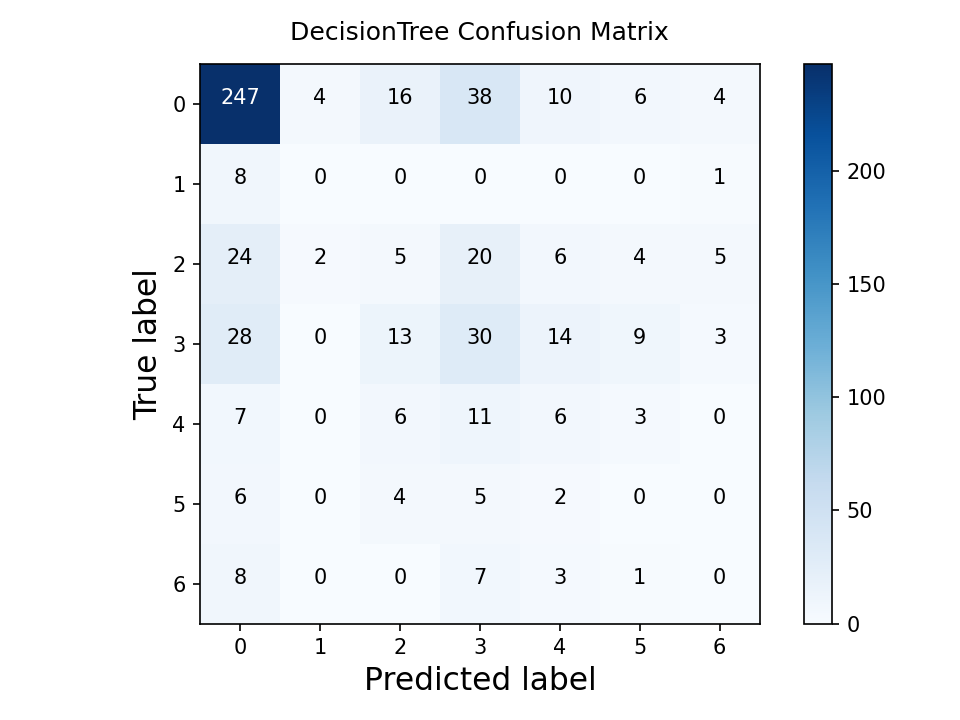 DecisionTree Confusion Matrix
0 247 4 16 38 10 6 4
1 8 0 0 0 0 0 1
2 24 2 5 20 6 4 5
3 28 0 13 30 14 9 3
4 7 0 6 11 6 3 0
5 6 0 4 5 2 0 0
6 8 0 0 7 3 1 0
0 1 2 3 4 5 6
Predicted label
True label
200
150
100
50
0